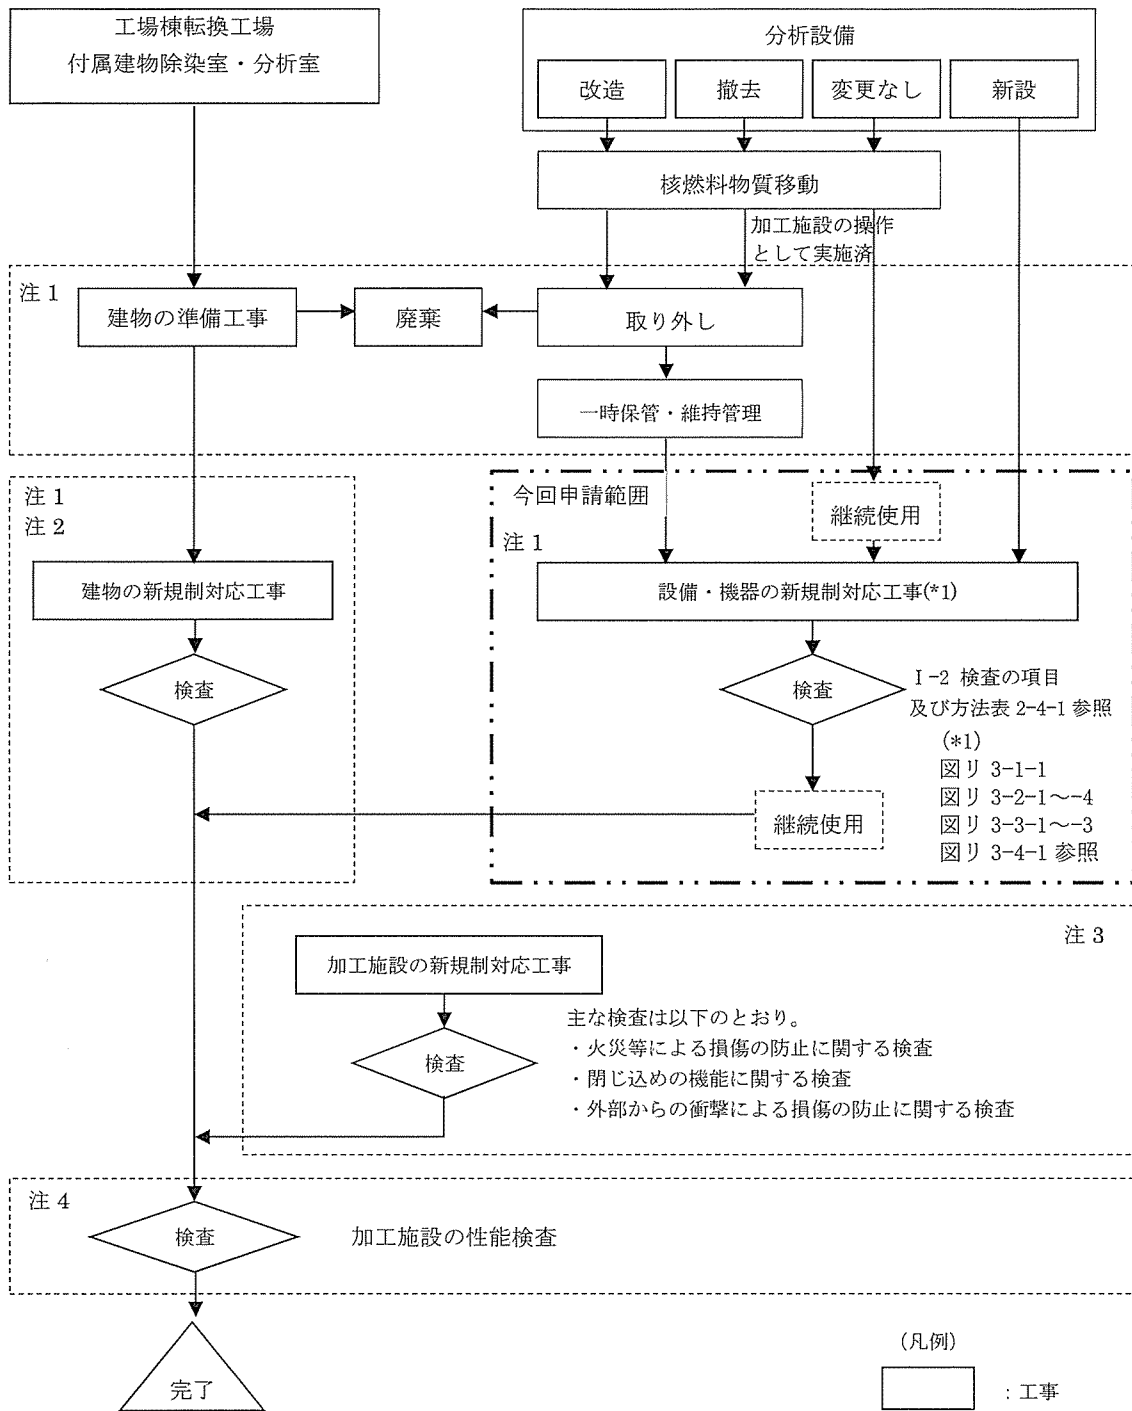 工場棟転換工場
付属建物除染室・分析室
分析設備
改造
撤去
変更なし
新設
核燃料物質移動
加工施設の操作
として実施済
注 1
建物の準備工事
廃棄
取り外し
一時保管・維持管理
注 1
注 2
建物の新規制対応工事
検査
今回申請範囲
注 1
継続使用
設備・機器の新規制対応工事(*1)
検査
Ⅰ-2 検査の項目
及び方法表 2-4-1 参照
(*1)
図リ 3-1-1
図リ 3-2-1～-4
図リ 3-3-1～-3
図リ 3-4-1 参照
継続使用
注 3
加工施設の新規制対応工事
検査
主な検査は以下のとおり。
・火災等による損傷の防止に関する検査
・閉じ込めの機能に関する検査
・外部からの衝撃による損傷の防止に関する検査
注 4
検査
加工施設の性能検査
完了
(凡例)
：工事